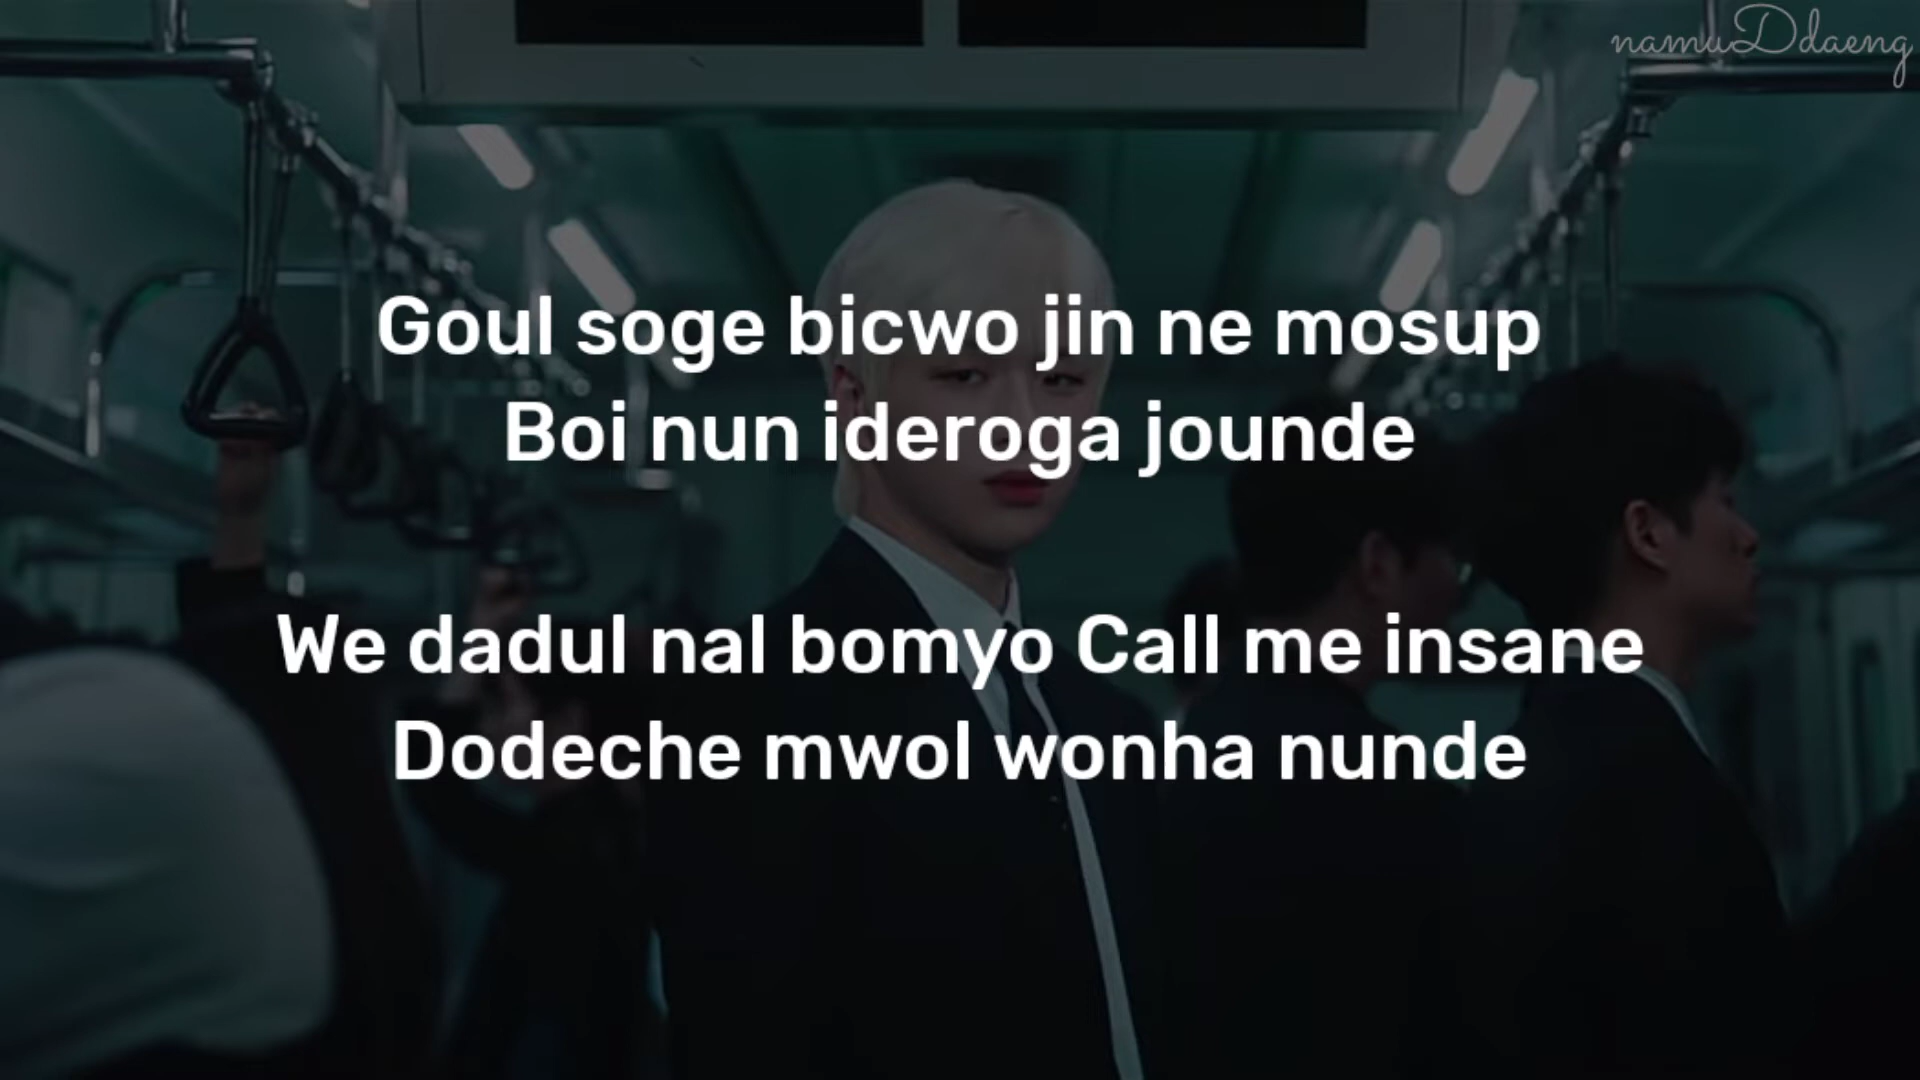 namuDdaeng
Goul soge bicwo jin ne mosup
Boi nun ideroga jounde
We dadul nal bomyo Call me insane
Dodeche mwol wonha nunde